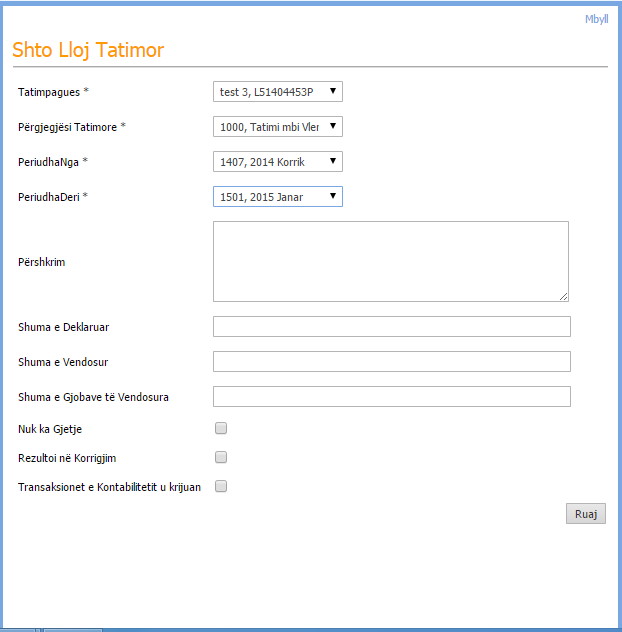 Mbyll
Shto Lloj Tatimor
Tatimpagues * test 3, L51404453P
Përgjegjësi Tatimore * 1000, Tatimi mbi Vler
PeriudhaNga * 1407, 2014 Korrik
PeriudhaDeri * 1501, 2015 Janar
Përshkrim
Shuma e Deklaruar
Shuma e Vendosur
Shuma e Gjobave të Vendosura
Nuk ka Gjetje
Rezultoi në Korrigjim
Transaksionet e Kontabilitetit u krijuan
Ruaj